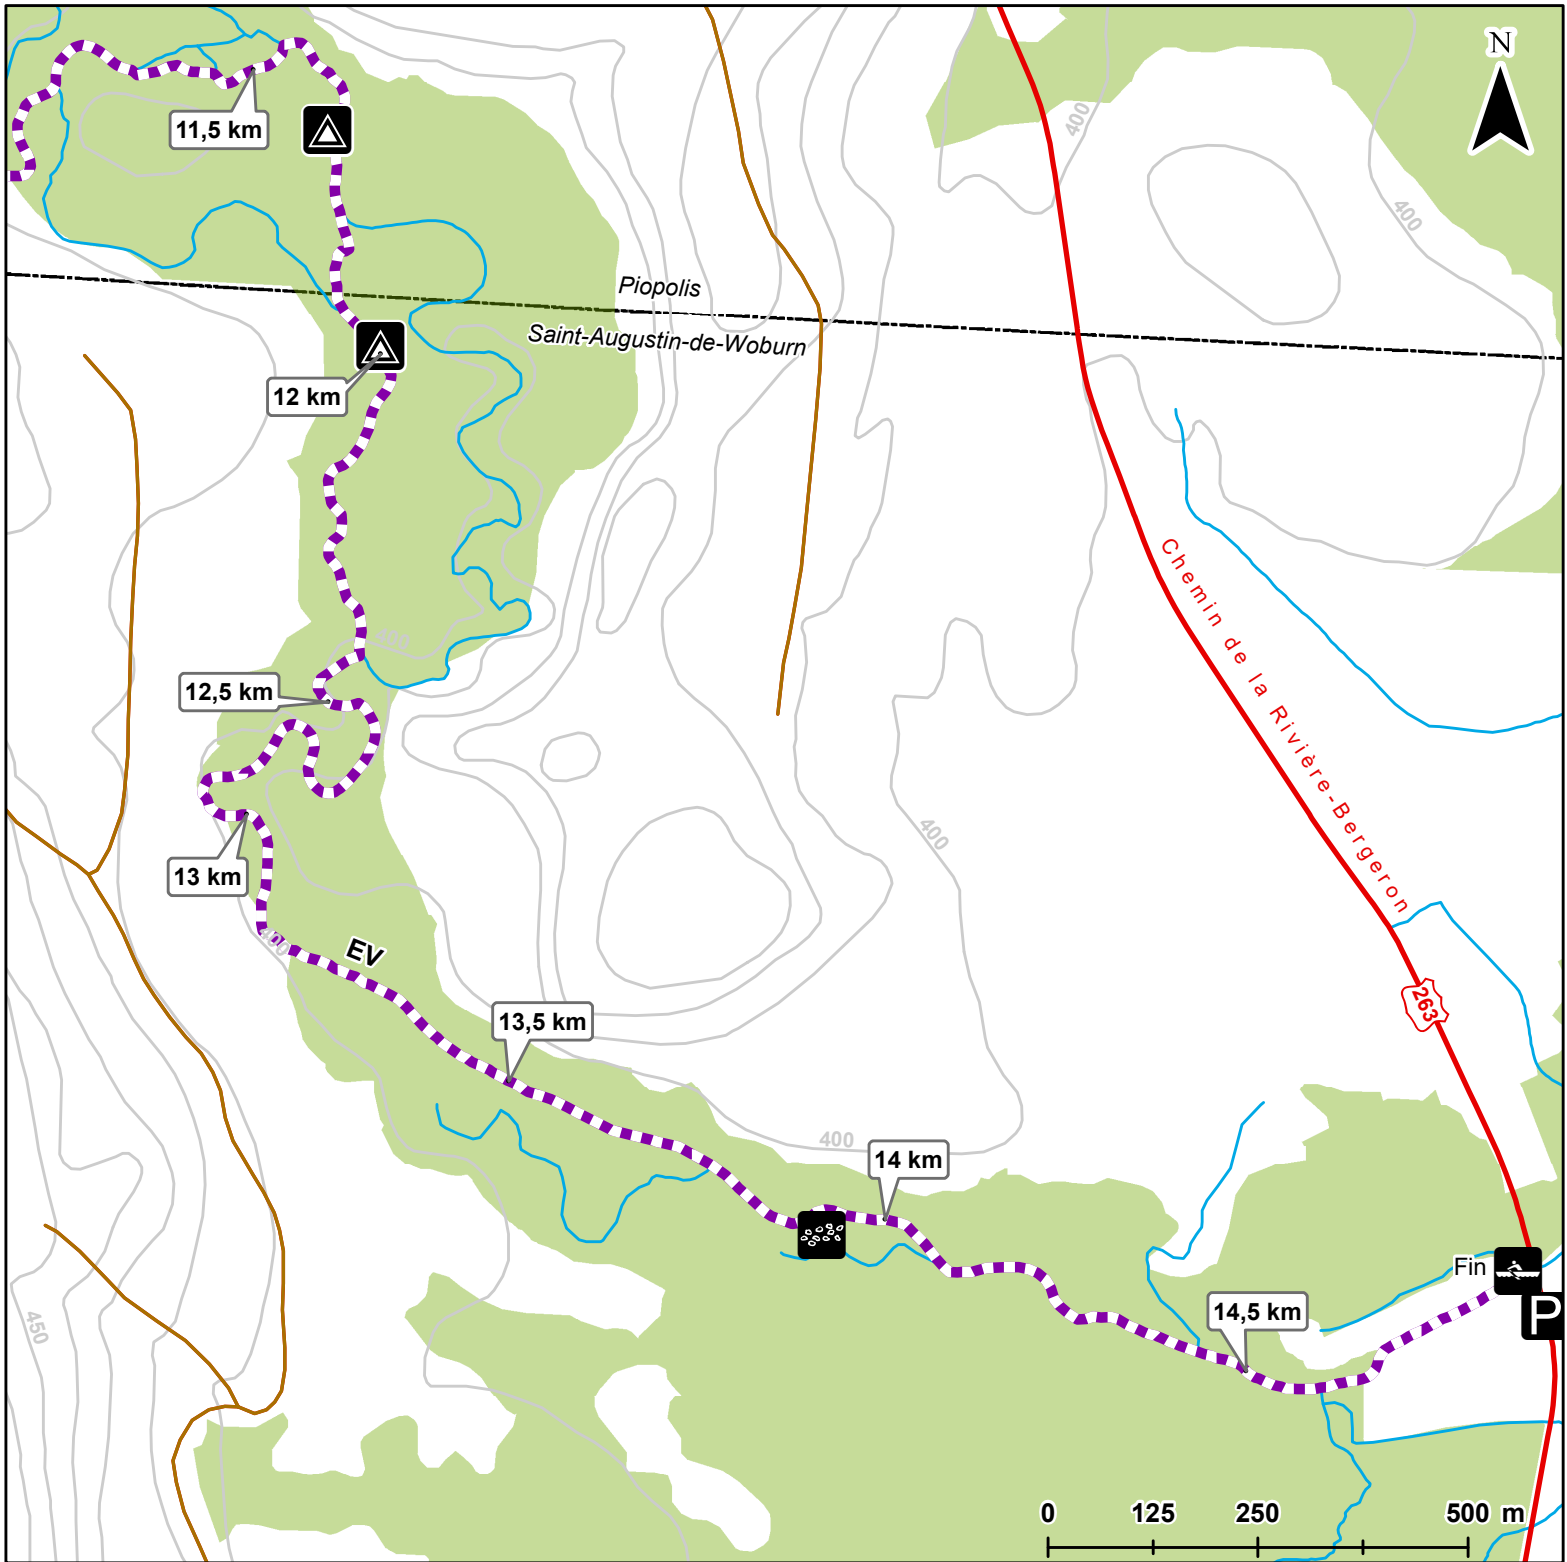 N
400
11,5 km
400
Piopolis
Saint-Augustin-de-Woburn
12 km
Chemin de la Rivière-Bergeron
400
12,5 km
400
13 km
400
EV
263
13,5 km
400
14 km
Fin
P
14,5 km
450
0 125 250 500 m